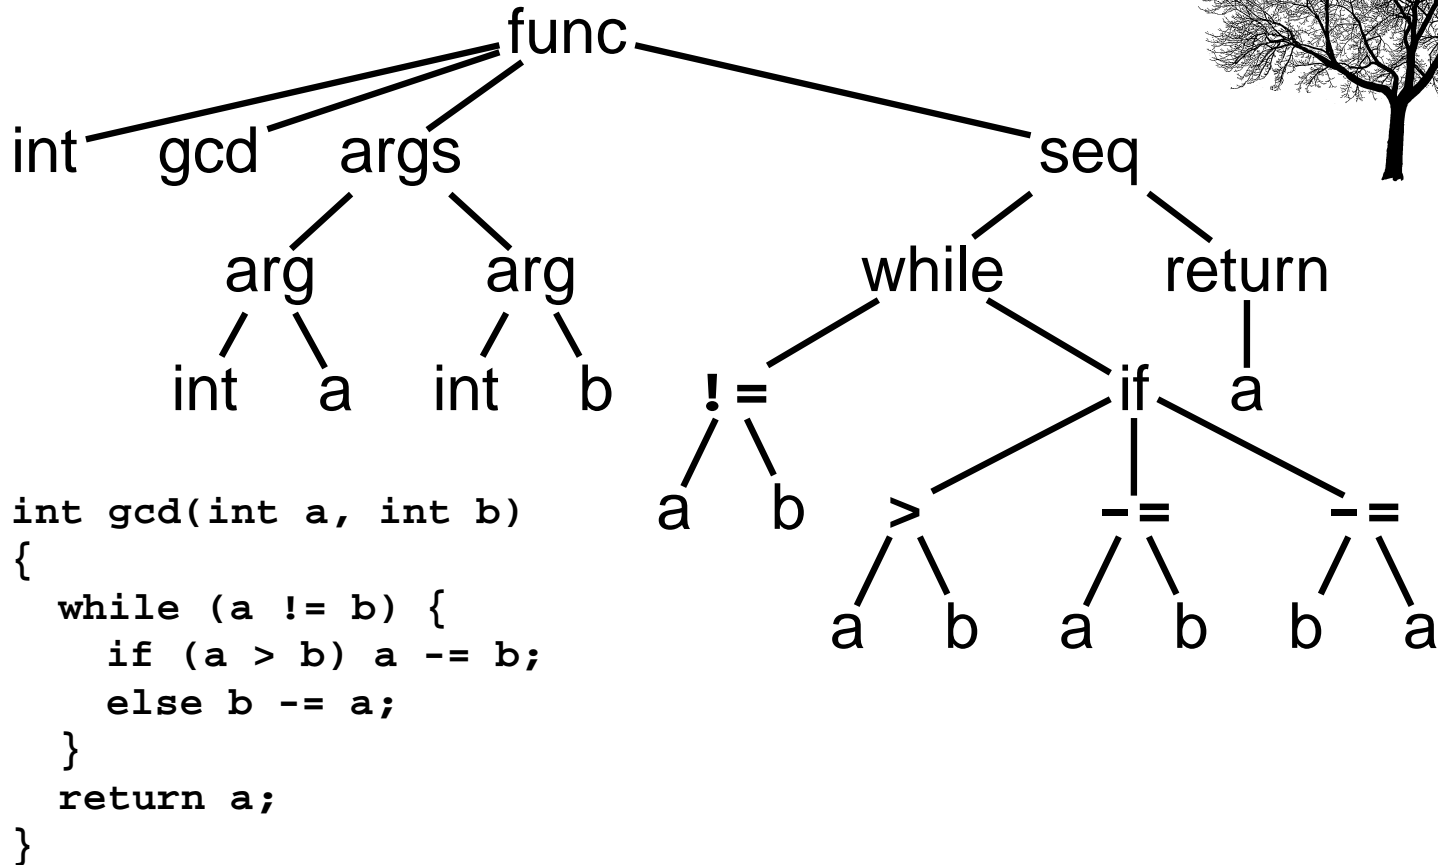 func
int gcd args seq
arg arg while return
int a int b != if a
a b > -= -=
a b a b b a
int gcd(int a, int b)
{
while (a != b) {
if (a > b) a -= b;
else b -= a;
}
return a;
}